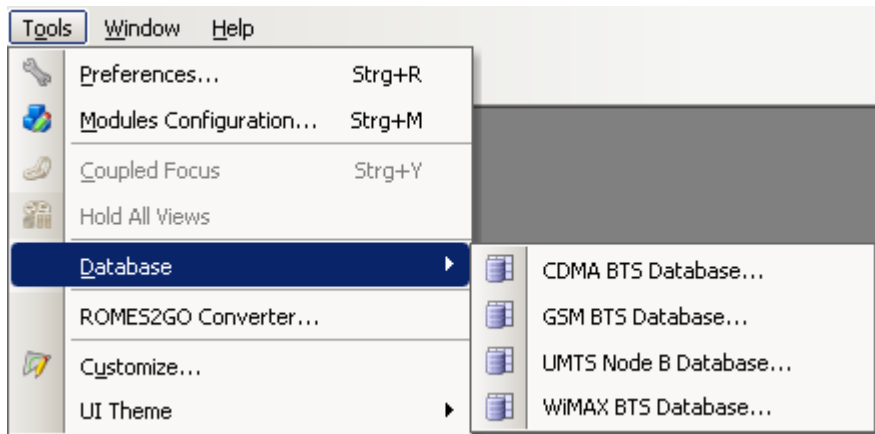 Tools Window Help
Preferences... Strg+R
Modules Configuration... Strg+M
Coupled Focus Strg+Y
Hold All Views
Database
CDMA BTS Database...
ROMES2GO Converter...
GSM BTS Database...
Customize...
UMTS Node B Database...
UI Theme
WiMAX BTS Database...